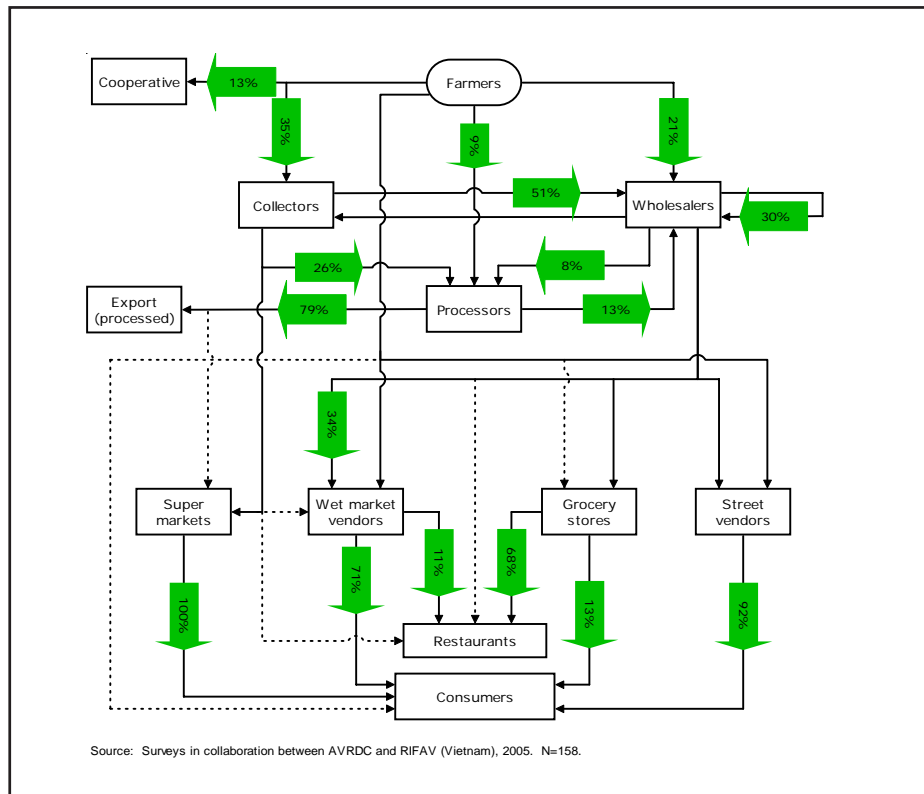 Cooperative
13%
Farmers
35%
9%
21%
Collectors
51%
Wholesalers
30%
26%
8%
Export
(processed)
79%
Processors
13%
34%
Super
markets
Wet market
vendors
Grocery
stores
Street
vendors
100%
71%
11%
68%
13%
92%
Restaurants
Consumers
Source: Surveys in collaboration between AVRDC and RIFAV (Vietnam), 2005. N=158.